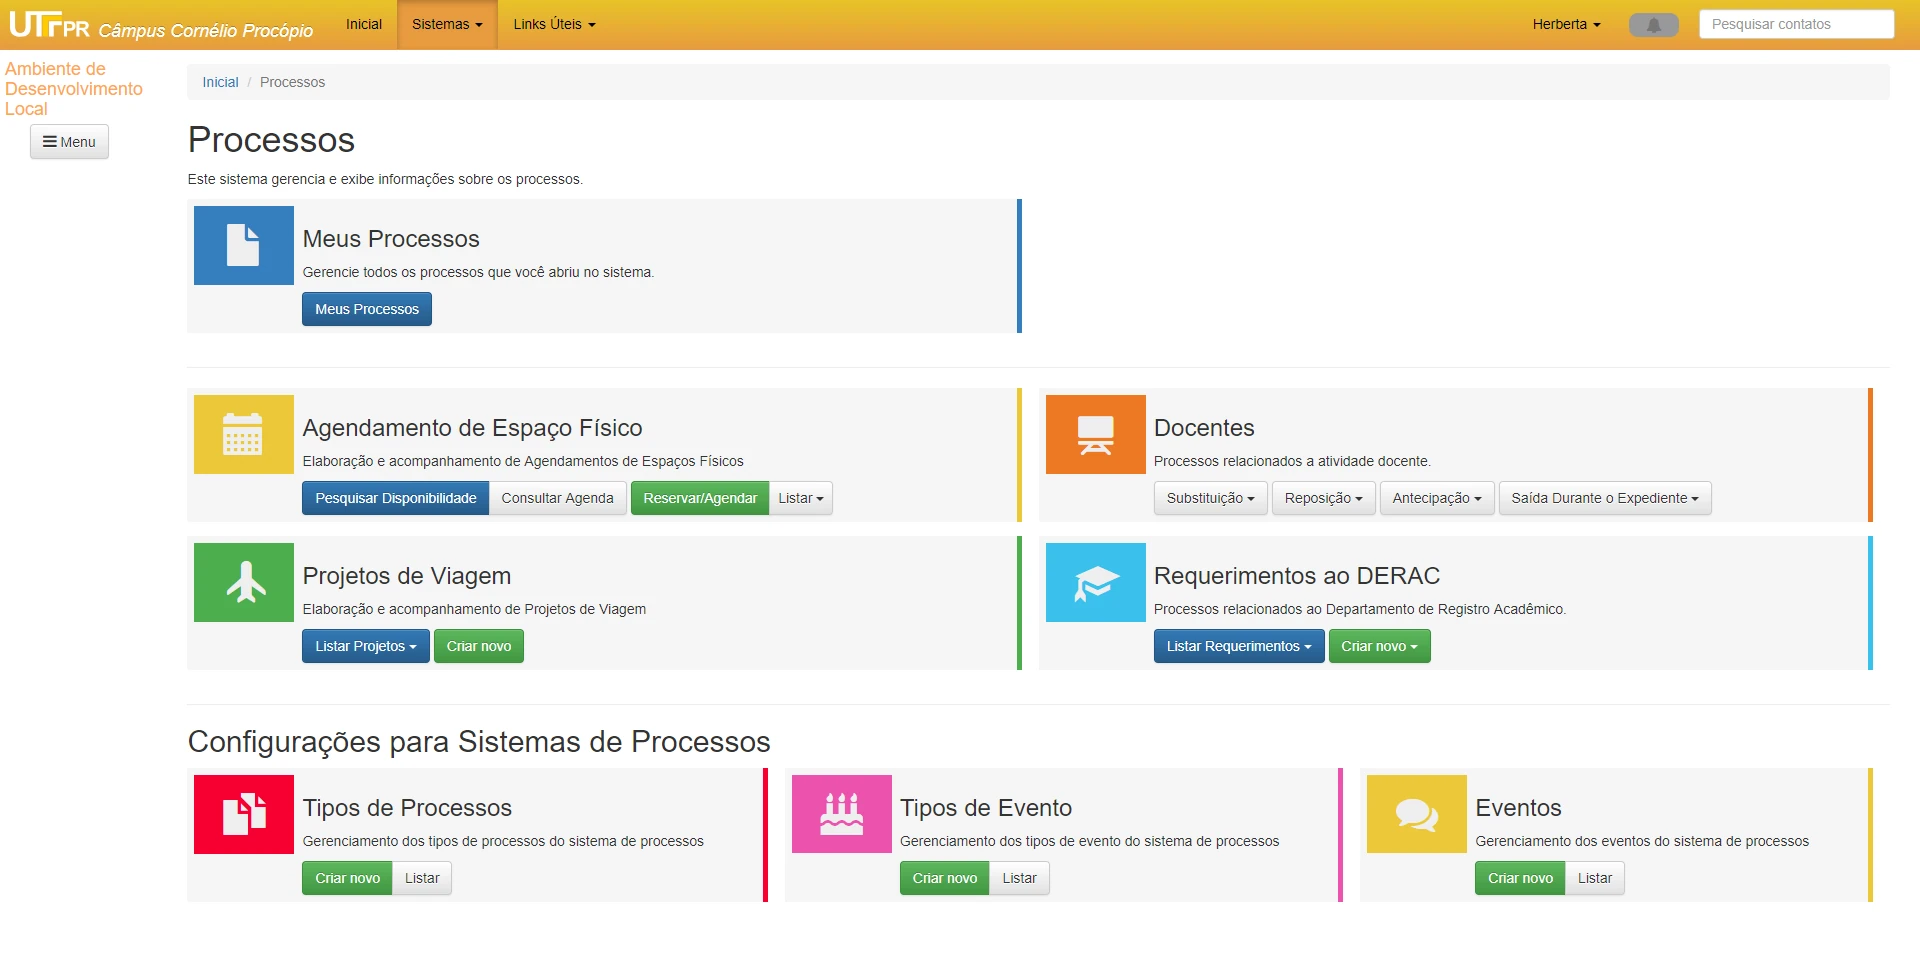 UTFPR Câmpus Cornélio Procópio Inicial Sistemas Links Úteis Herberta Pesquisar contatos
Ambiente de
Desenvolvimento
Local
Menu
Inicial / Processos
Processos
Este sistema gerencia e exibe informações sobre os processos.
Meus Processos
Gerencie todos os processos que você abriu no sistema.
Meus Processos
Agendamento de Espaço Físico
Elaboração e acompanhamento de Agendamentos de Espaços Físicos
Pesquisar Disponibilidade Consultar Agenda Reservar/Agendar Listar
Docentes
Processos relacionados a atividade docente.
Substituição Reposição Antecipação Saída Durante o Expediente
Projetos de Viagem
Elaboração e acompanhamento de Projetos de Viagem
Listar Projetos Criar novo
Requerimentos ao DERAC
Processos relacionados ao Departamento de Registro Acadêmico.
Listar Requerimentos Criar novo
Configurações para Sistemas de Processos
Tipos de Processos
Gerenciamento dos tipos de processos do sistema de processos
Criar novo Listar
Tipos de Evento
Gerenciamento dos tipos de evento do sistema de processos
Criar novo Listar
Eventos
Gerenciamento dos eventos do sistema de processos
Criar novo Listar